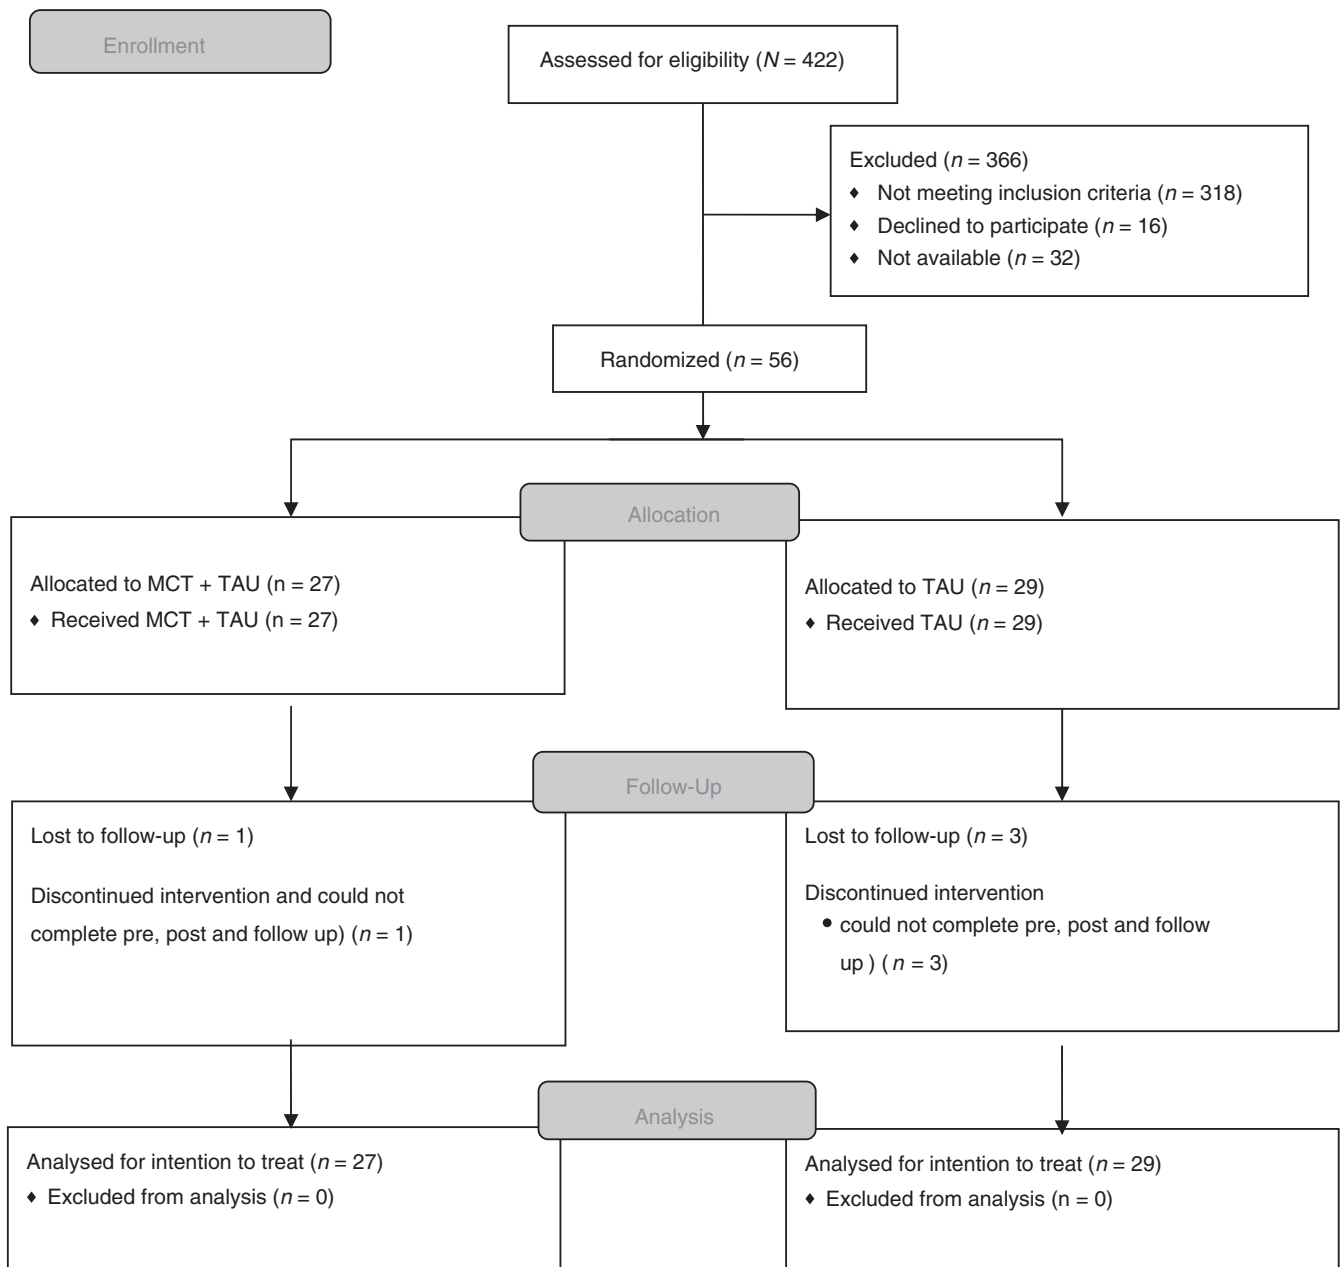 Enrollment
Assessed for eligibility (N = 422)
Excluded (n = 366)
♦ Not meeting inclusion criteria (n = 318)
♦ Declined to participate (n = 16)
♦ Not available (n = 32)
Randomized (n = 56)
Allocation
Allocated to MCT + TAU (n = 27)
♦ Received MCT + TAU (n = 27)
Allocated to TAU (n = 29)
♦ Received TAU (n = 29)
Follow-Up
Lost to follow-up (n = 1)
Discontinued intervention and could not
complete pre, post and follow up) (n = 1)
Lost to follow-up (n = 3)
Discontinued intervention
• could not complete pre, post and follow
up ) ( n = 3)
Analysis
Analysed for intention to treat (n = 27)
♦ Excluded from analysis (n = 0)
Analysed for intention to treat (n = 29)
♦ Excluded from analysis (n = 0)